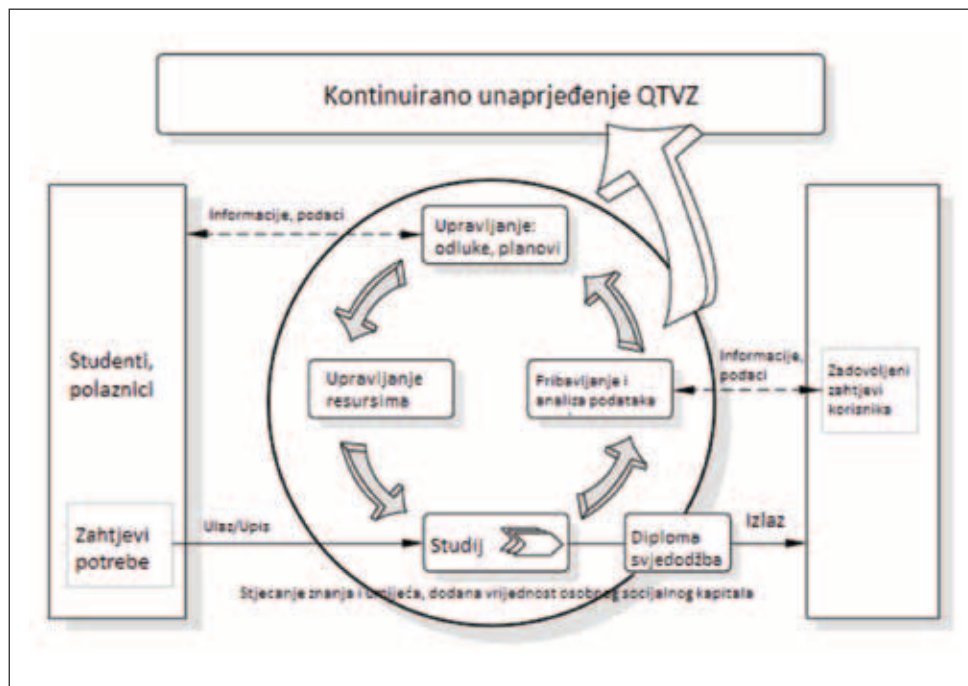 Kontinuirano unaprjeđenje QTVZ
Informacije, podaci
Upravljanje:
odluke, planovi
Studenti,
polaznici
Upravljanje
resursima
Pribavljanje i
analiza podataka
Informacije,
podaci
Zadovoljeni
zahtjevi
korisnika
Zahtjevi
potrebe
Ulaz/Upis
Studij
Diploma
svjedodžba
Izlaz
Stjecanje znanja i umijeća, dodana vrijednost osobnog socijalnog kapitala